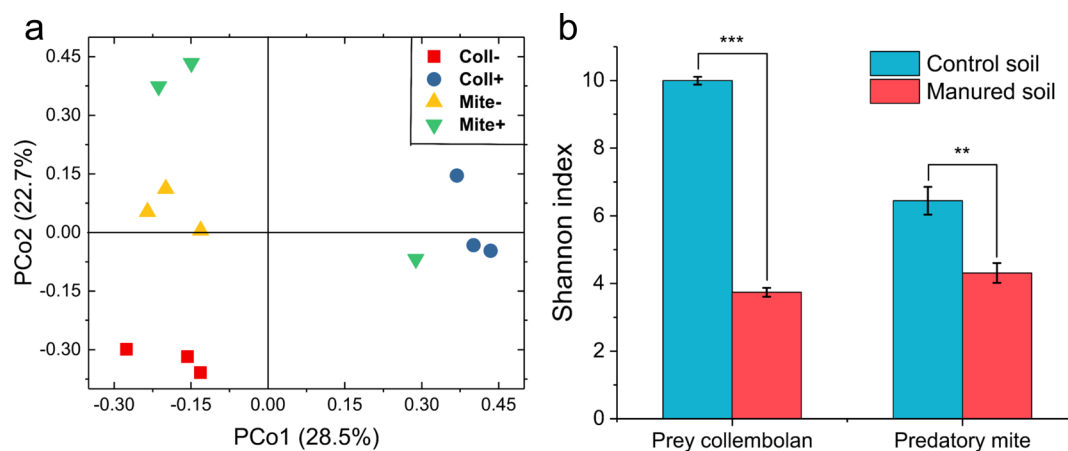 a
0.45
0.30
0.15
0.00
-0.15
-0.30
PCo2 (22.7%)
-0.30
-0.15
0.00
0.15
0.30
0.45
PCo1 (28.5%)
Coll-
Coll+
Mite-
Mite+
b
10
8
6
4
2
0
Shannon index
***
**
Control soil
Manured soil
Prey collembolan
Predatory mite